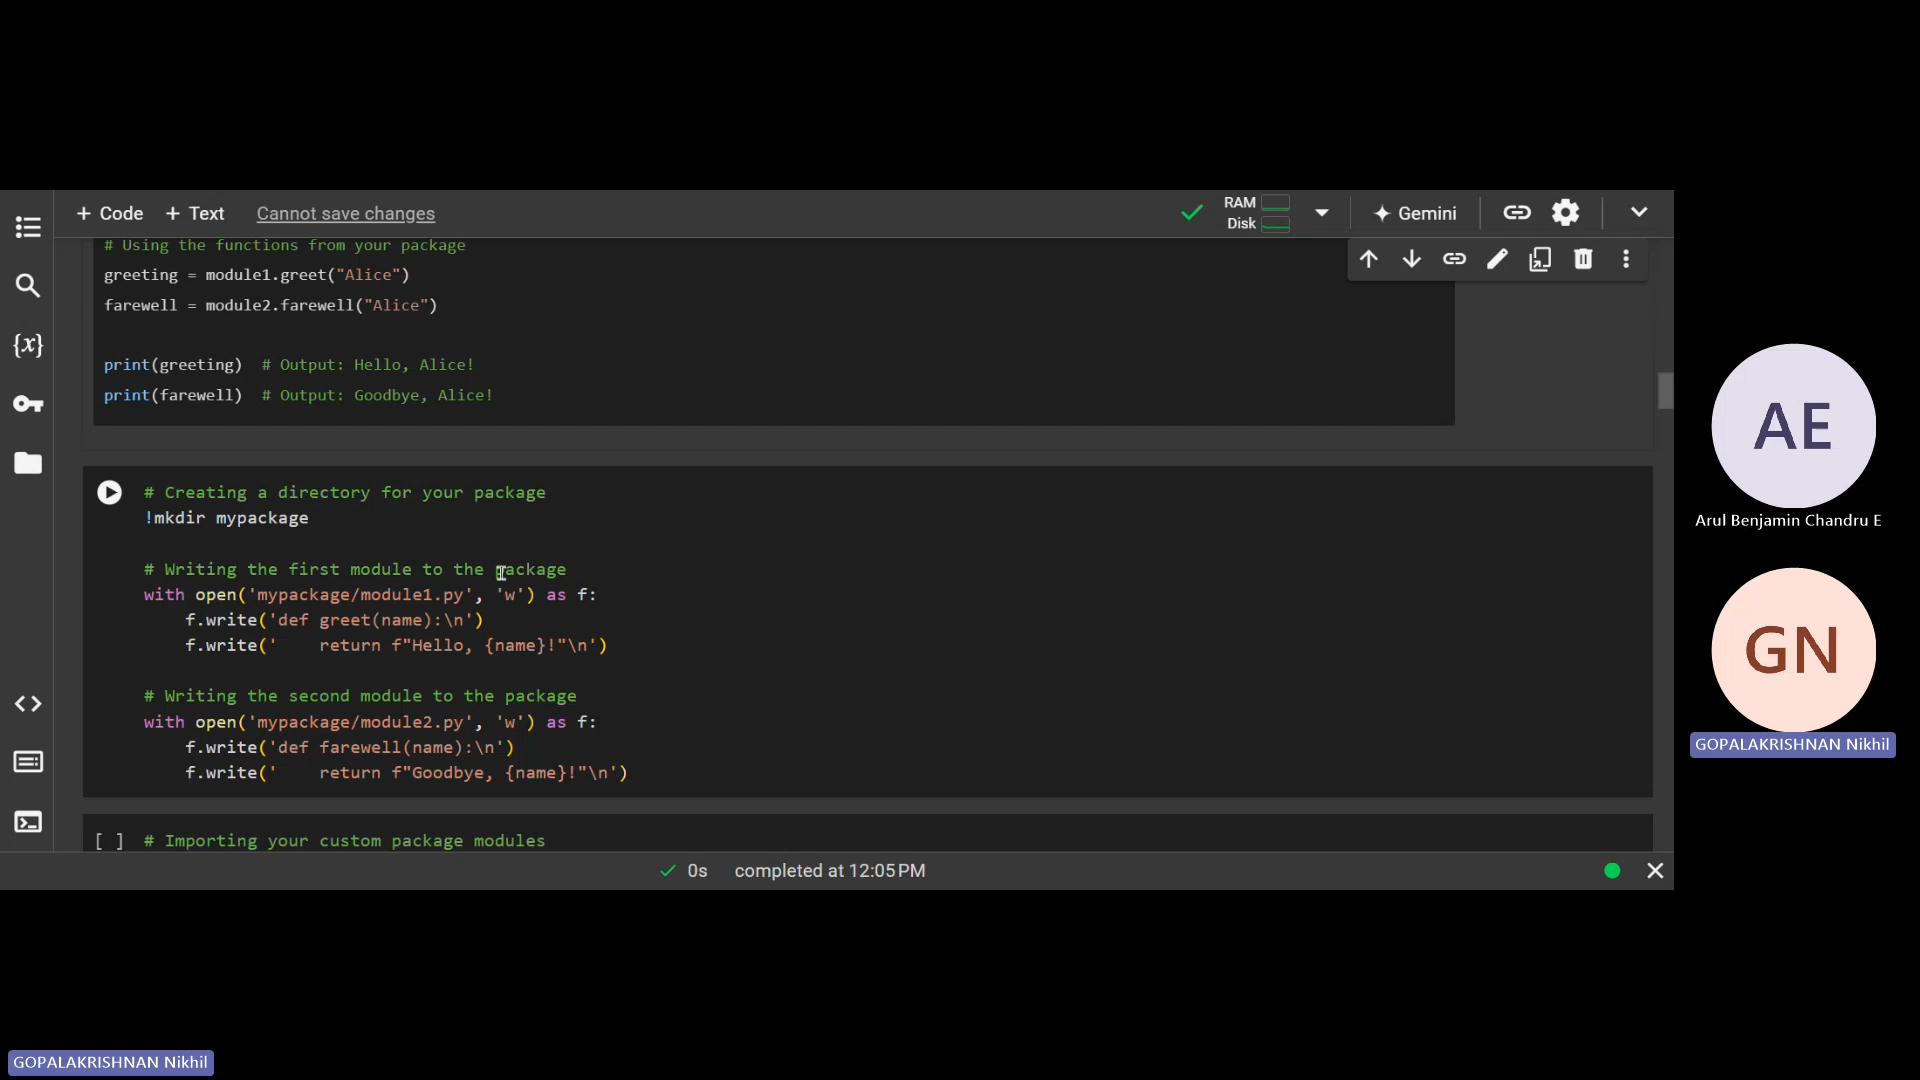 + Code + Text Cannot save changes
RAM
Disk
Gemini
# Using the functions from your package
greeting = module1.greet("Alice")
farewell = module2.farewell("Alice")
print(greeting)  # Output: Hello, Alice!
print(farewell)  # Output: Goodbye, Alice!
# Creating a directory for your package
!mkdir mypackage
# Writing the first module to the package
with open('mypackage/module1.py', 'w') as f:
    f.write('def greet(name):\n')
    f.write('    return f"Hello, {name}!"\n')
# Writing the second module to the package
with open('mypackage/module2.py', 'w') as f:
    f.write('def farewell(name):\n')
    f.write('    return f"Goodbye, {name}!"\n')
[ ] # Importing your custom package modules
0s completed at 12:05 PM
AE
Arul Benjamin Chandru E
GN
GOPALAKRISHNAN Nikhil
GOPALAKRISHNAN Nikhil